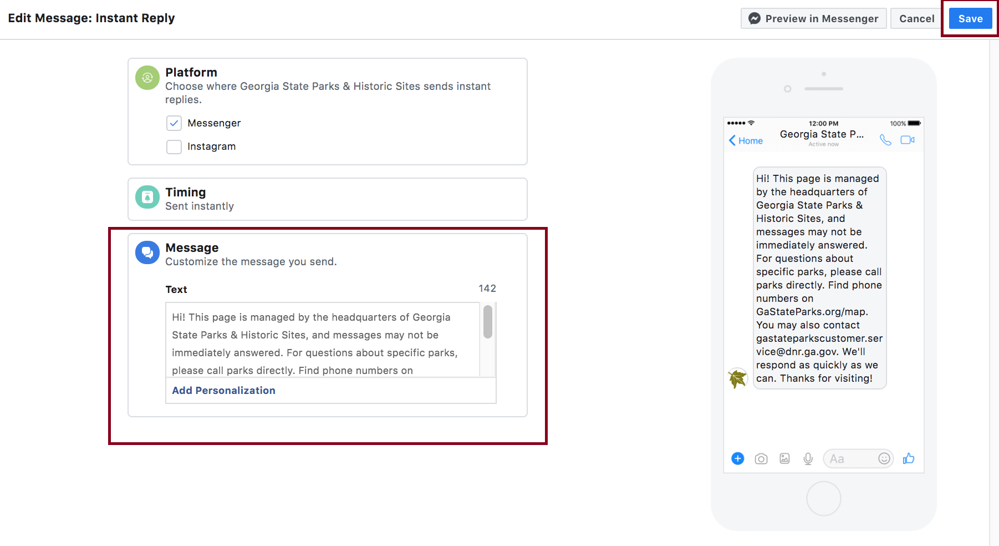 Edit Message: Instant Reply
Preview in Messenger
Cancel
Save
Platform
Choose where Georgia State Parks & Historic Sites sends instant
replies.
Messenger
Instagram
Timing
Sent instantly
Message
Customize the message you send.
Text
142
Hi! This page is managed by the headquarters of Georgia
State Parks & Historic Sites, and messages may not be
immediately answered. For questions about specific parks,
please call parks directly. Find phone numbers on
Add Personalization
12:00 PM
100%
Home
Georgia State P...
Active now
Hi! This page is managed
by the headquarters of
Georgia State Parks &
Historic Sites, and
messages may not be
immediately answered.
For questions about
specific parks, please call
parks directly. Find phone
numbers on
GaStateParks.org/map.
You may also contact
gastateparkscustomer.ser
vice@dnr.ga.gov. We'll
respond as quickly as we
can. Thanks for visiting!
Aa